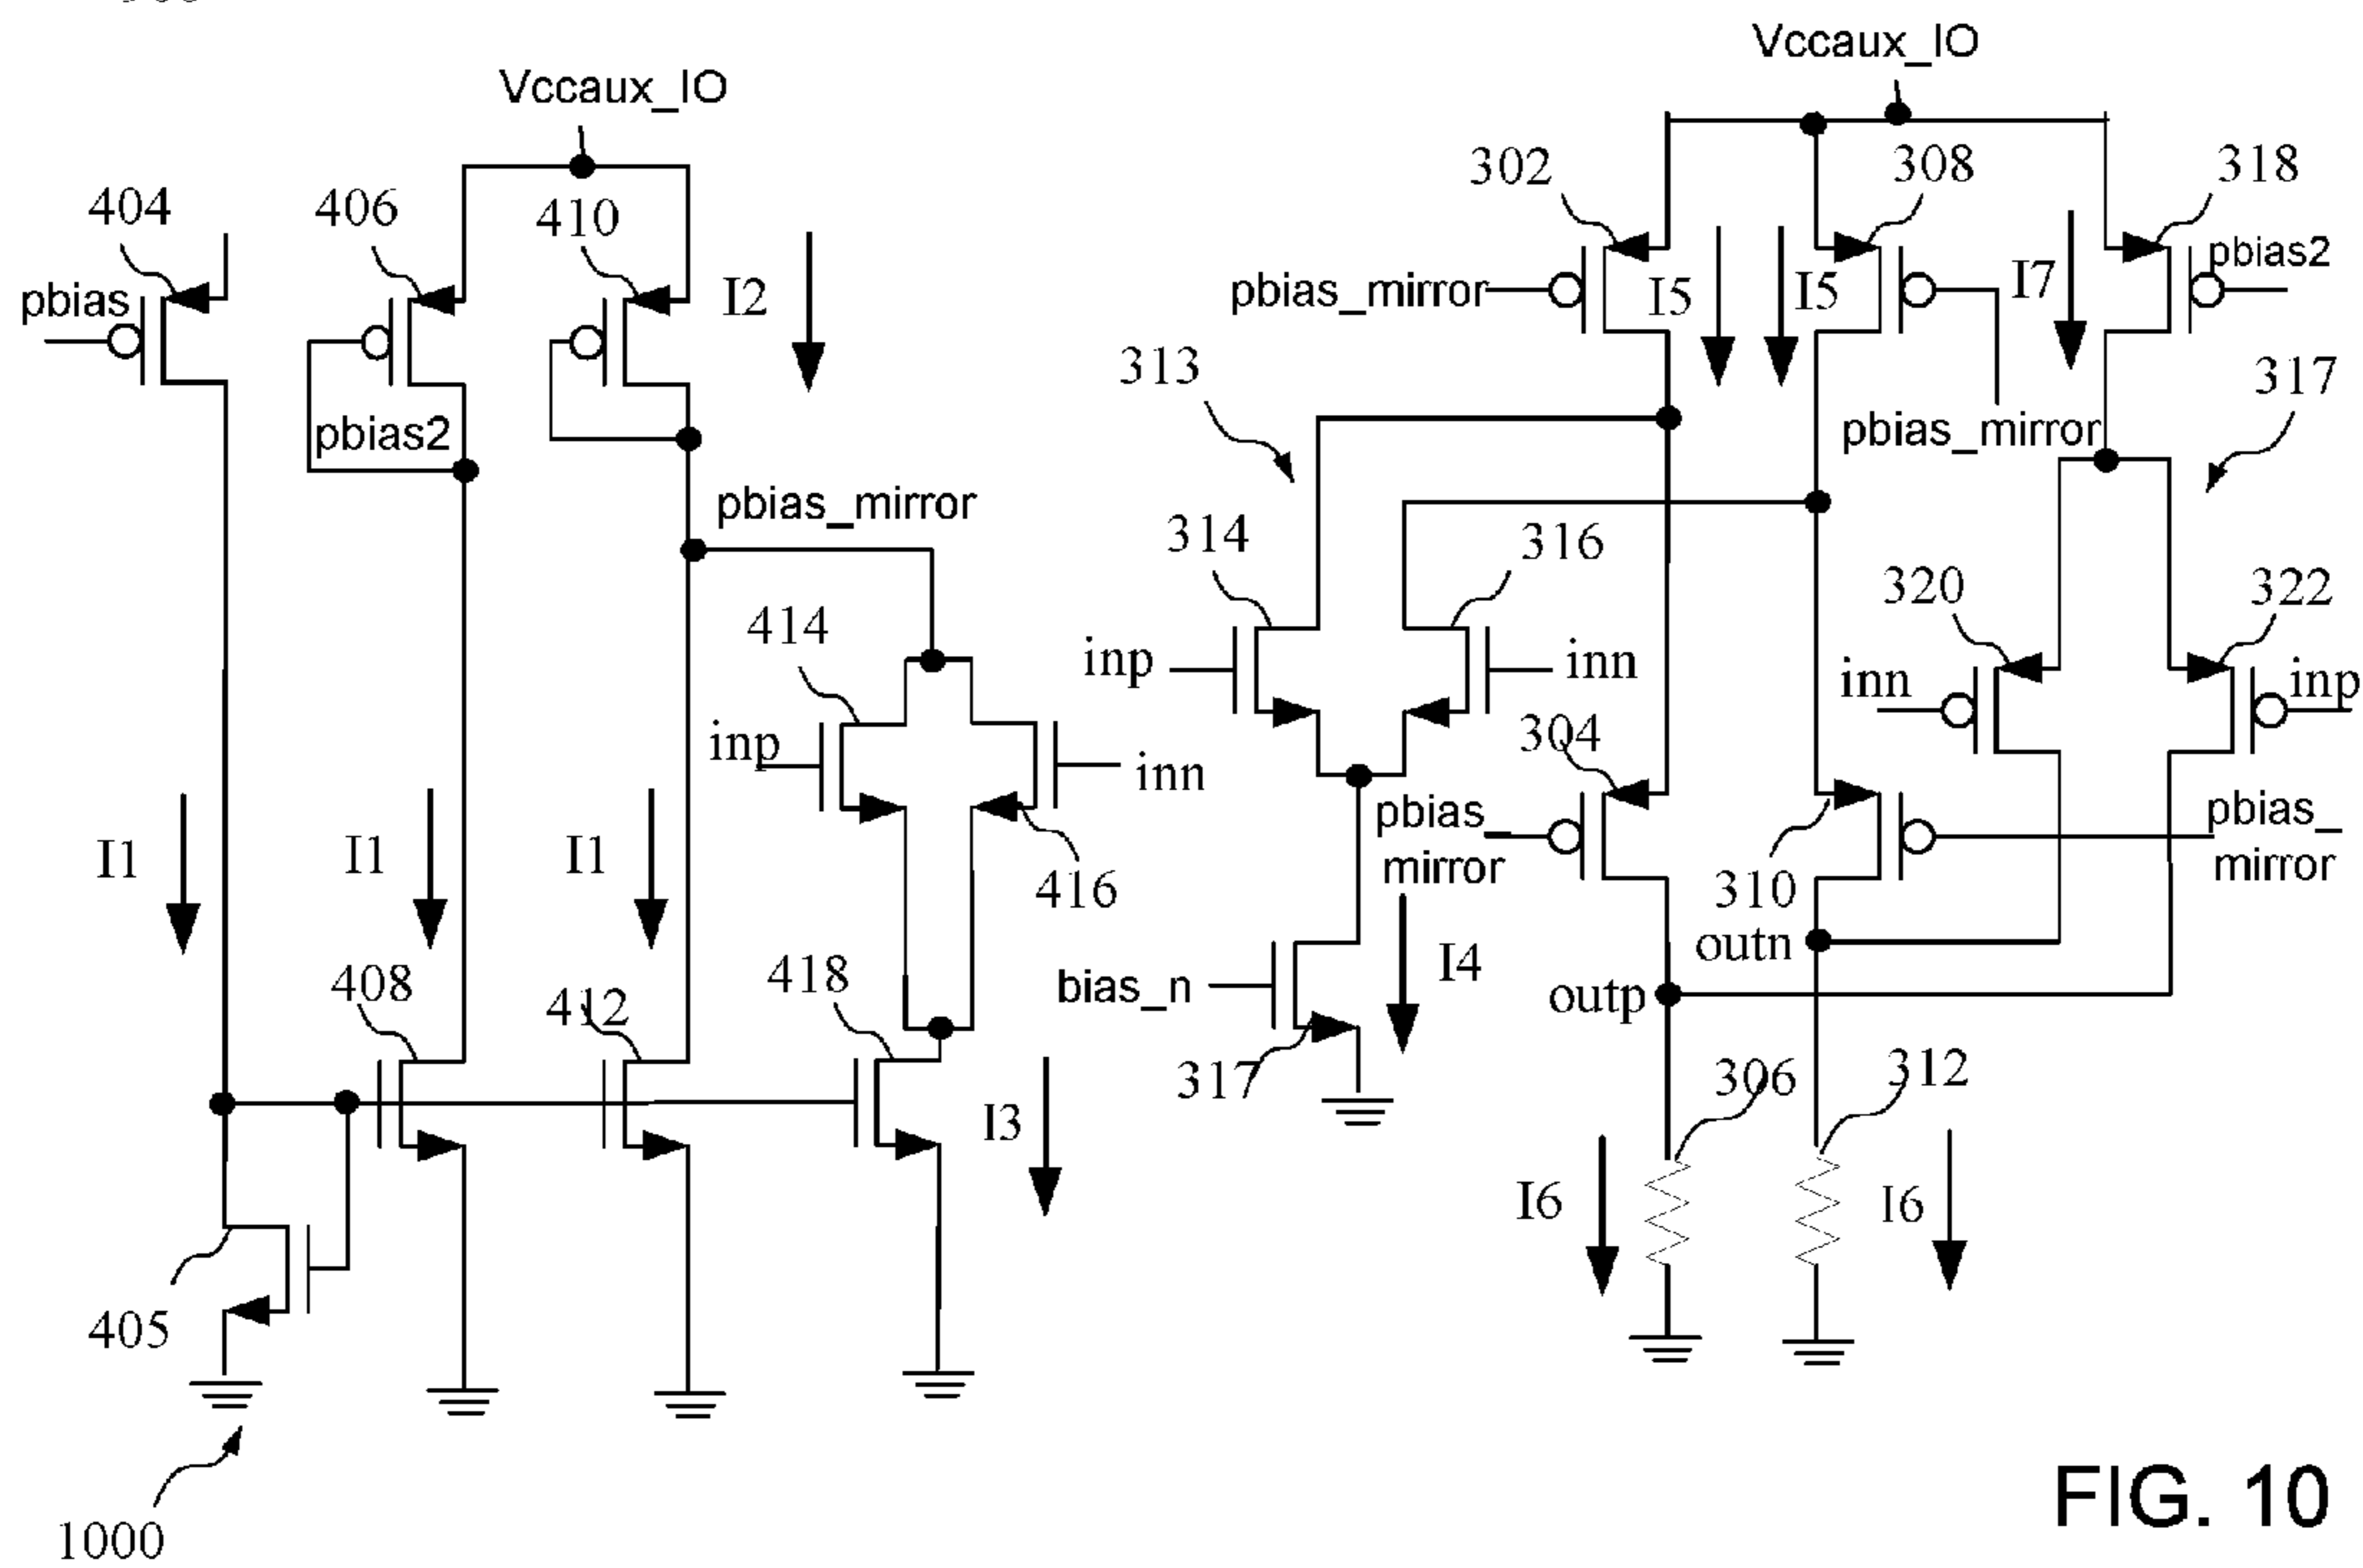 Vccaux_IO
404
406
410
pbias
I2
pbias2
pbias_mirror
414
inp
inn
416
I1
I1
I1
408
412
418
I3
405
1000
Vccaux_IO
302
308
318
pbias_mirror
I5
I5
I7
pbias2
313
317
pbias_mirror
314
316
320
322
inp
inn
inn
inp
304
pbias_
mirror
310
pbias_
mirror
outn
bias_n
I4
outp
317
306
312
I6
I6
FIG. 10